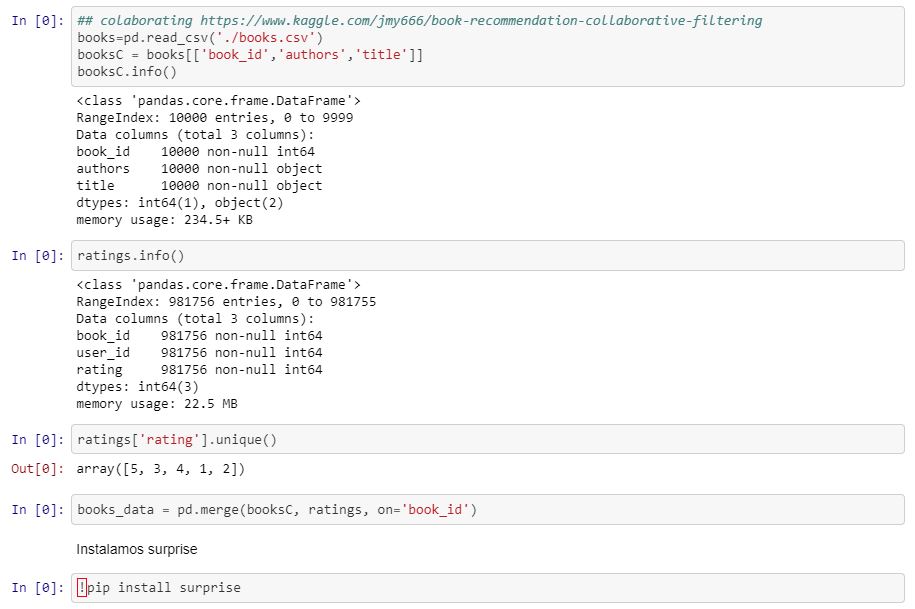 In [0]: ## colaborating https://www.kaggle.com/jmy666/book-recommendation-collaborative-filtering
books=pd.read_csv('./books.csv')
booksC = books[['book_id','authors','title']]
booksC.info()
<class 'pandas.core.frame.DataFrame'>
RangeIndex: 10000 entries, 0 to 9999
Data columns (total 3 columns):
book_id    10000 non-null int64
authors    10000 non-null object
title      10000 non-null object
dtypes: int64(1), object(2)
memory usage: 234.5+ KB
In [0]: ratings.info()
<class 'pandas.core.frame.DataFrame'>
RangeIndex: 981756 entries, 0 to 981755
Data columns (total 3 columns):
book_id    981756 non-null int64
user_id    981756 non-null int64
rating     981756 non-null int64
dtypes: int64(3)
memory usage: 22.5 MB
In [0]: ratings['rating'].unique()
Out[0]: array([5, 3, 4, 1, 2])
In [0]: books_data = pd.merge(booksC, ratings, on='book_id')
Instalamos surprise
In [0]: !pip install surprise